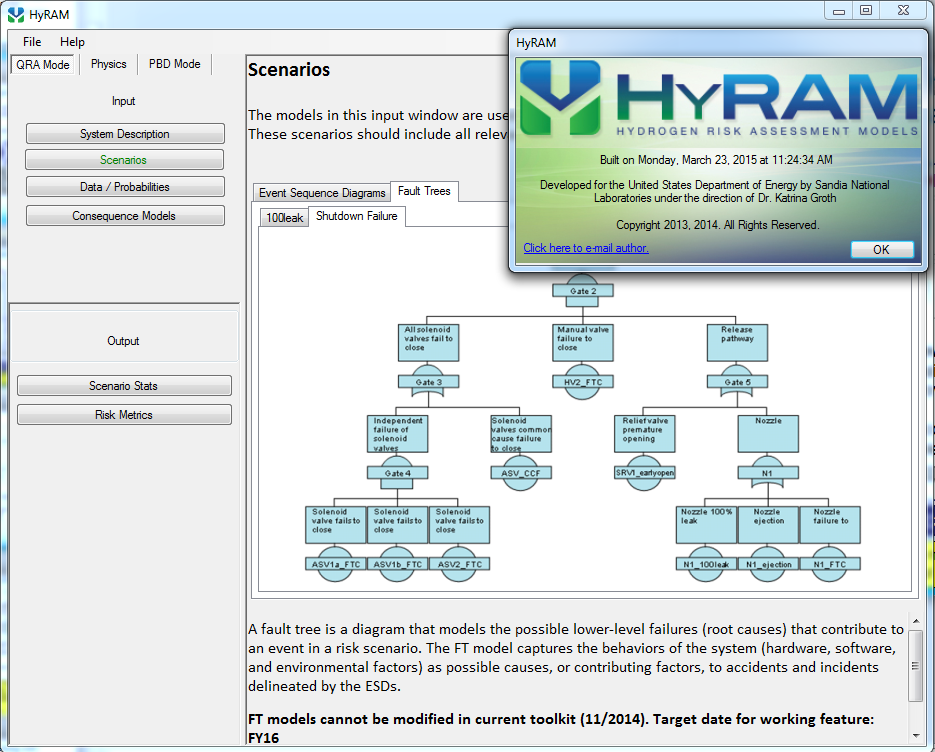 HyRAM
File Help
QRA Mode Physics PBD Mode
Input
System Description
Scenarios
Data / Probabilities
Consequence Models
Output
Scenario Stats
Risk Metrics
Scenarios
The models in this input window are use
These scenarios should include all relev
Event Sequence Diagrams Fault Trees
100leak Shutdown Failure
HyRAM
HYRAM
HYDROGEN RISK ASSESSMENT MODELS
Built on Monday, March 23, 2015 at 11:24:34 AM
Developed for the United States Department of Energy by Sandia National
Laboratories under the direction of Dr. Katrina Groth
Copyright 2013, 2014. All Rights Reserved.
Click here to e-mail author.
OK
Gate 2
All solenoid
valves fail to
close
Gate 3
Manual valve
failure to
close
HV2_FTC
Release
pathway
Gate 5
Independent
failure of
solenoid
valves
Gate 4
Solenoid
valves common
cause failure
to close
ASV_CCF
Relief valve
premature
opening
SRV1_earlyopen
Nozzle
N1
Solenoid
valve fails to
close
ASV1a_FTC
Solenoid
valve fails to
close
ASV1b_FTC
Solenoid
valve fails to
close
ASV2_FTC
Nozzle 100%
leak
N1_100leak
Nozzle
ejection
N1_ejection
Nozzle
failure to
N1_FTC
A fault tree is a diagram that models the possible lower-level failures (root causes) that contribute to
an event in a risk scenario. The FT model captures the behaviors of the system (hardware, software,
and environmental factors) as possible causes, or contributing factors, to accidents and incidents
delineated by the ESDs.
FT models cannot be modified in current toolkit (11/2014). Target date for working feature:
FY16